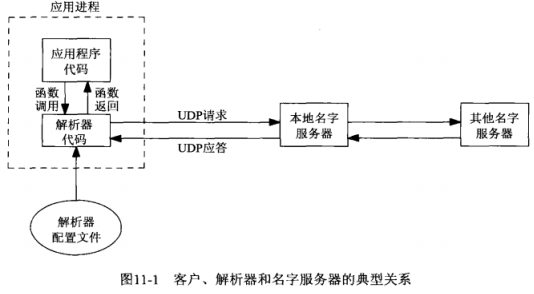 应用进程
应用程序
代码
函数
调用
函数
返回
解析器
代码
UDP请求
UDP应答
本地名字
服务器
其他名字
服务器
解析器
配置文件
图11-1 客户、解析器和名字服务器的典型关系